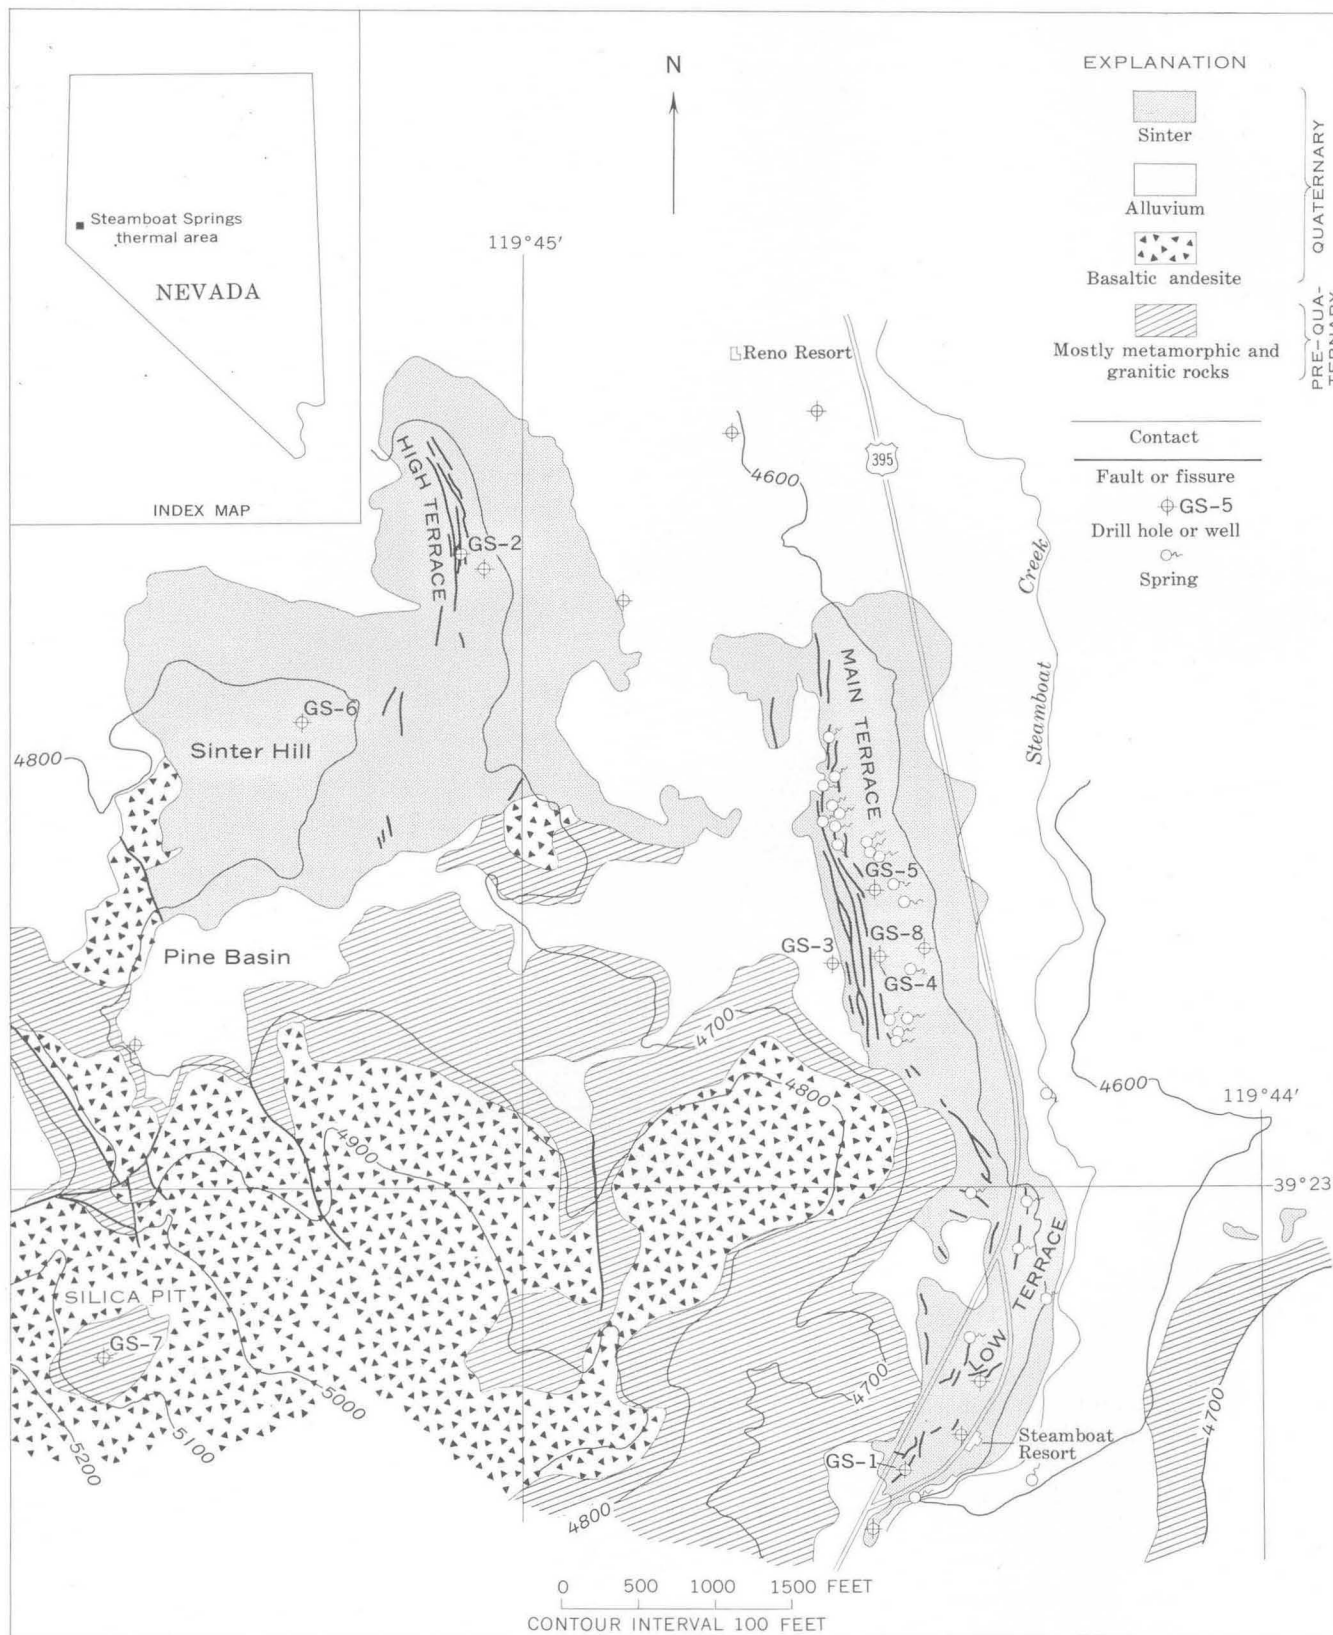 N
EXPLANATION
Sinter
Alluvium
Basaltic andesite
QUATERNARY
Mostly metamorphic and
granitic rocks
PRE-QUA-
TERNARY
Contact
Fault or fissure
GS-5
Drill hole or well
Spring
Steamboat Springs
thermal area
NEVADA
INDEX MAP
119°45′
Reno Resort
395
4600
HIGH TERRACE
GS-2
Creek
Steamboat
MAIN TERRACE
GS-6
Sinter Hill
4800
GS-5
GS-8
GS-3
GS-4
Pine Basin
4700
4800
4600
119°44′
4900
39°23
LOW TERRACE
SILICA PIT
GS-7
5000
4700
4700
5100
5200
Steamboat
Resort
GS-1
4800
0 500 1000 1500 FEET
CONTOUR INTERVAL 100 FEET